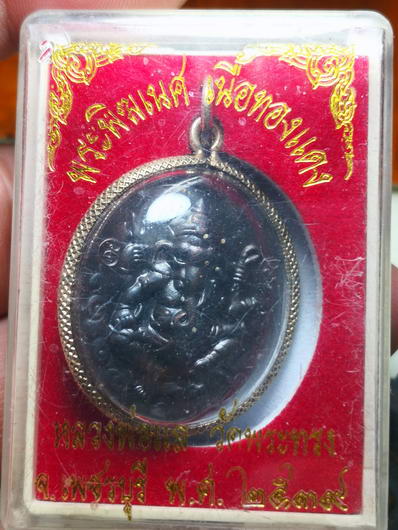 พระพิฆเนศ เนื้อทองแดง
หลวงพ่อแล วัดพระทรง
จ.เพชรบุรี พ.ศ.๒๕๓๙